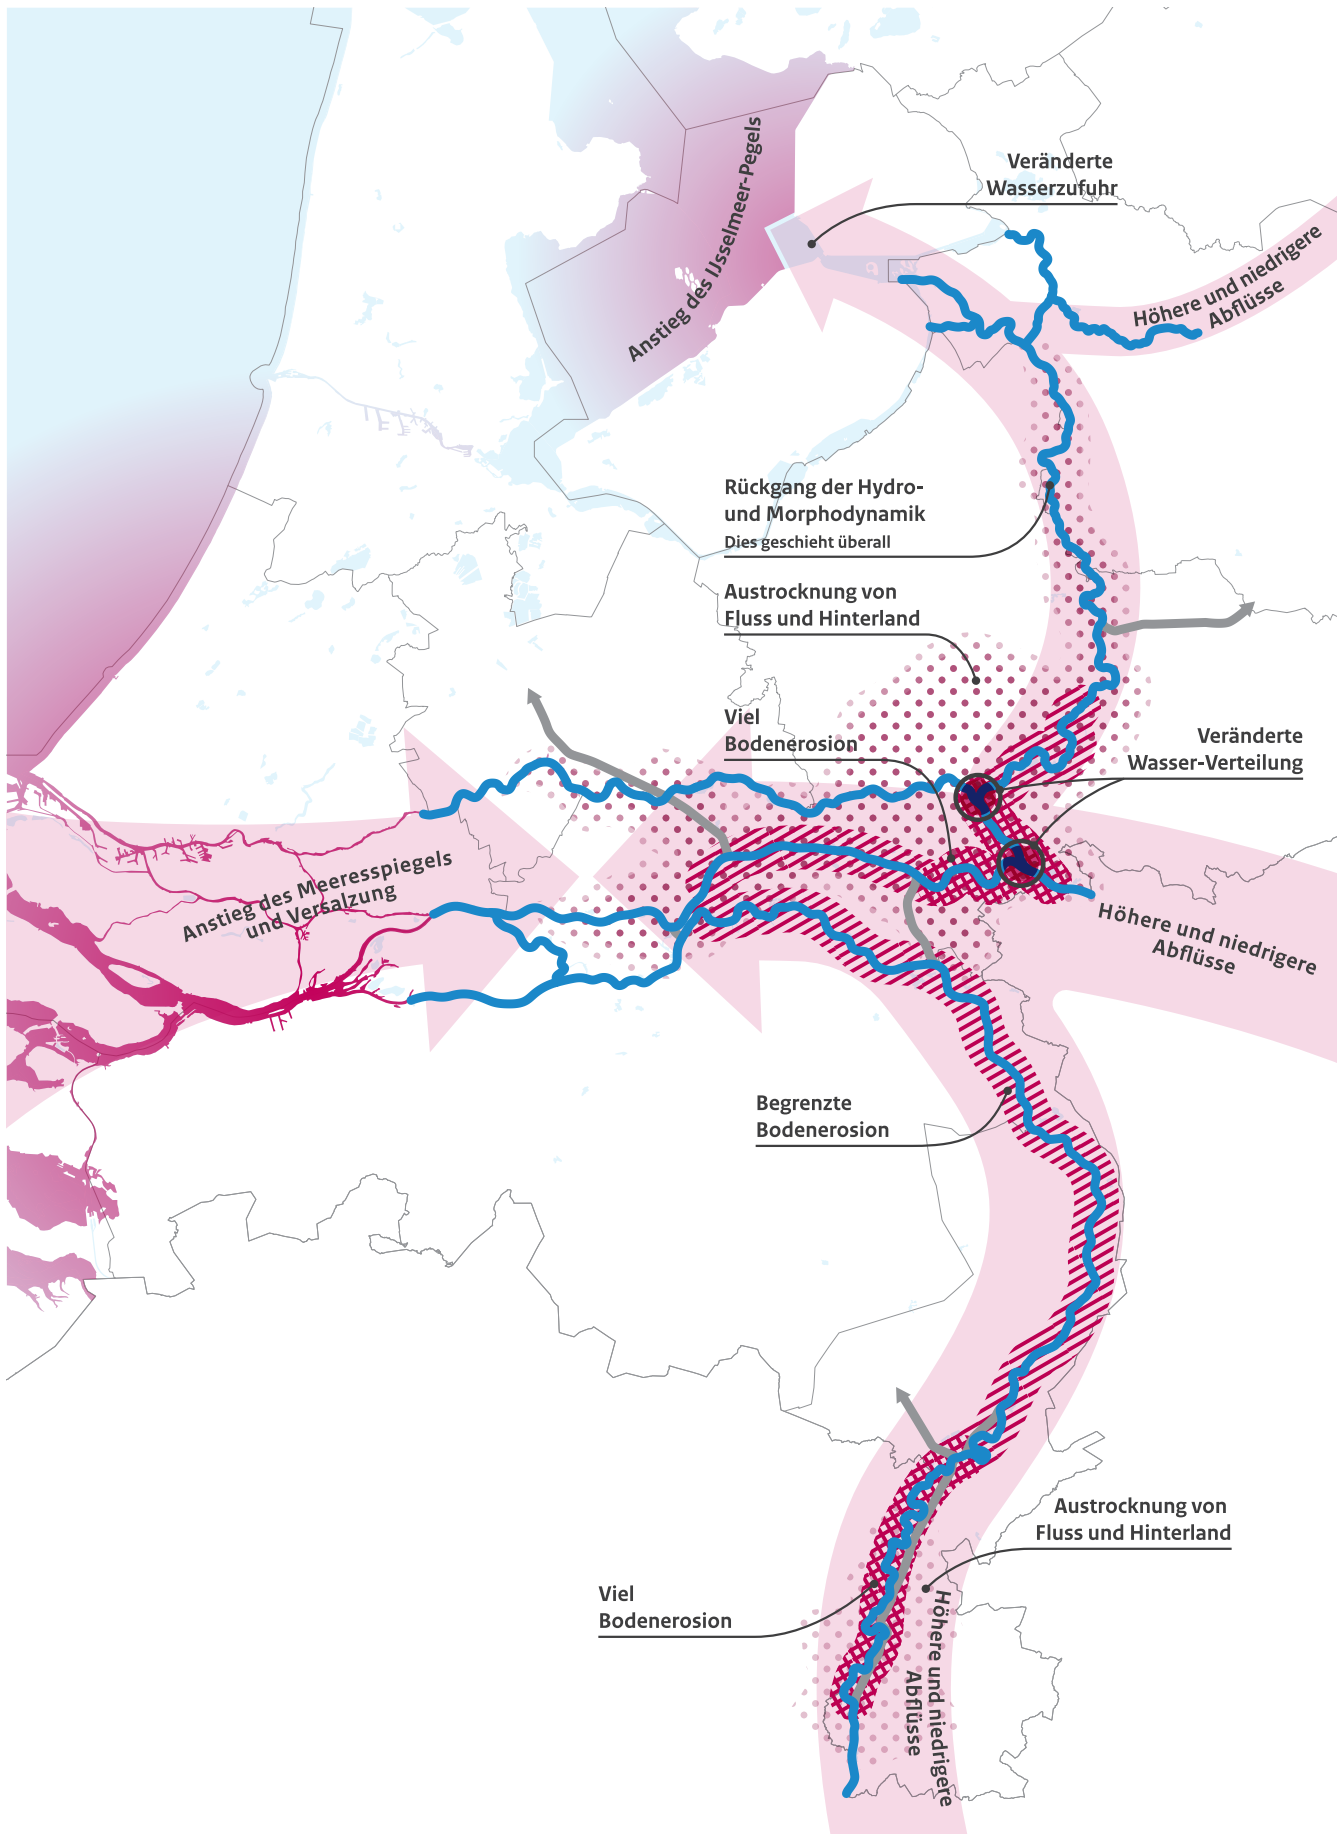 Anstieg des IJsselmeer-Pegels
Veränderte
Wasserzufuhr
Höhere und niedrigere
Abflüsse
Rückgang der Hydro-
und Morphodynamik
Dies geschieht überall
Austrocknung von
Fluss und Hinterland
Viel
Bodenerosion
Veränderte
Wasser-Verteilung
Anstieg des Meeresspiegels
und Versalzung
Höhere und niedrigere
Abflüsse
Begrenzte
Bodenerosion
Austrocknung von
Fluss und Hinterland
Viel
Bodenerosion
Höhere und niedrigere
Abflüsse